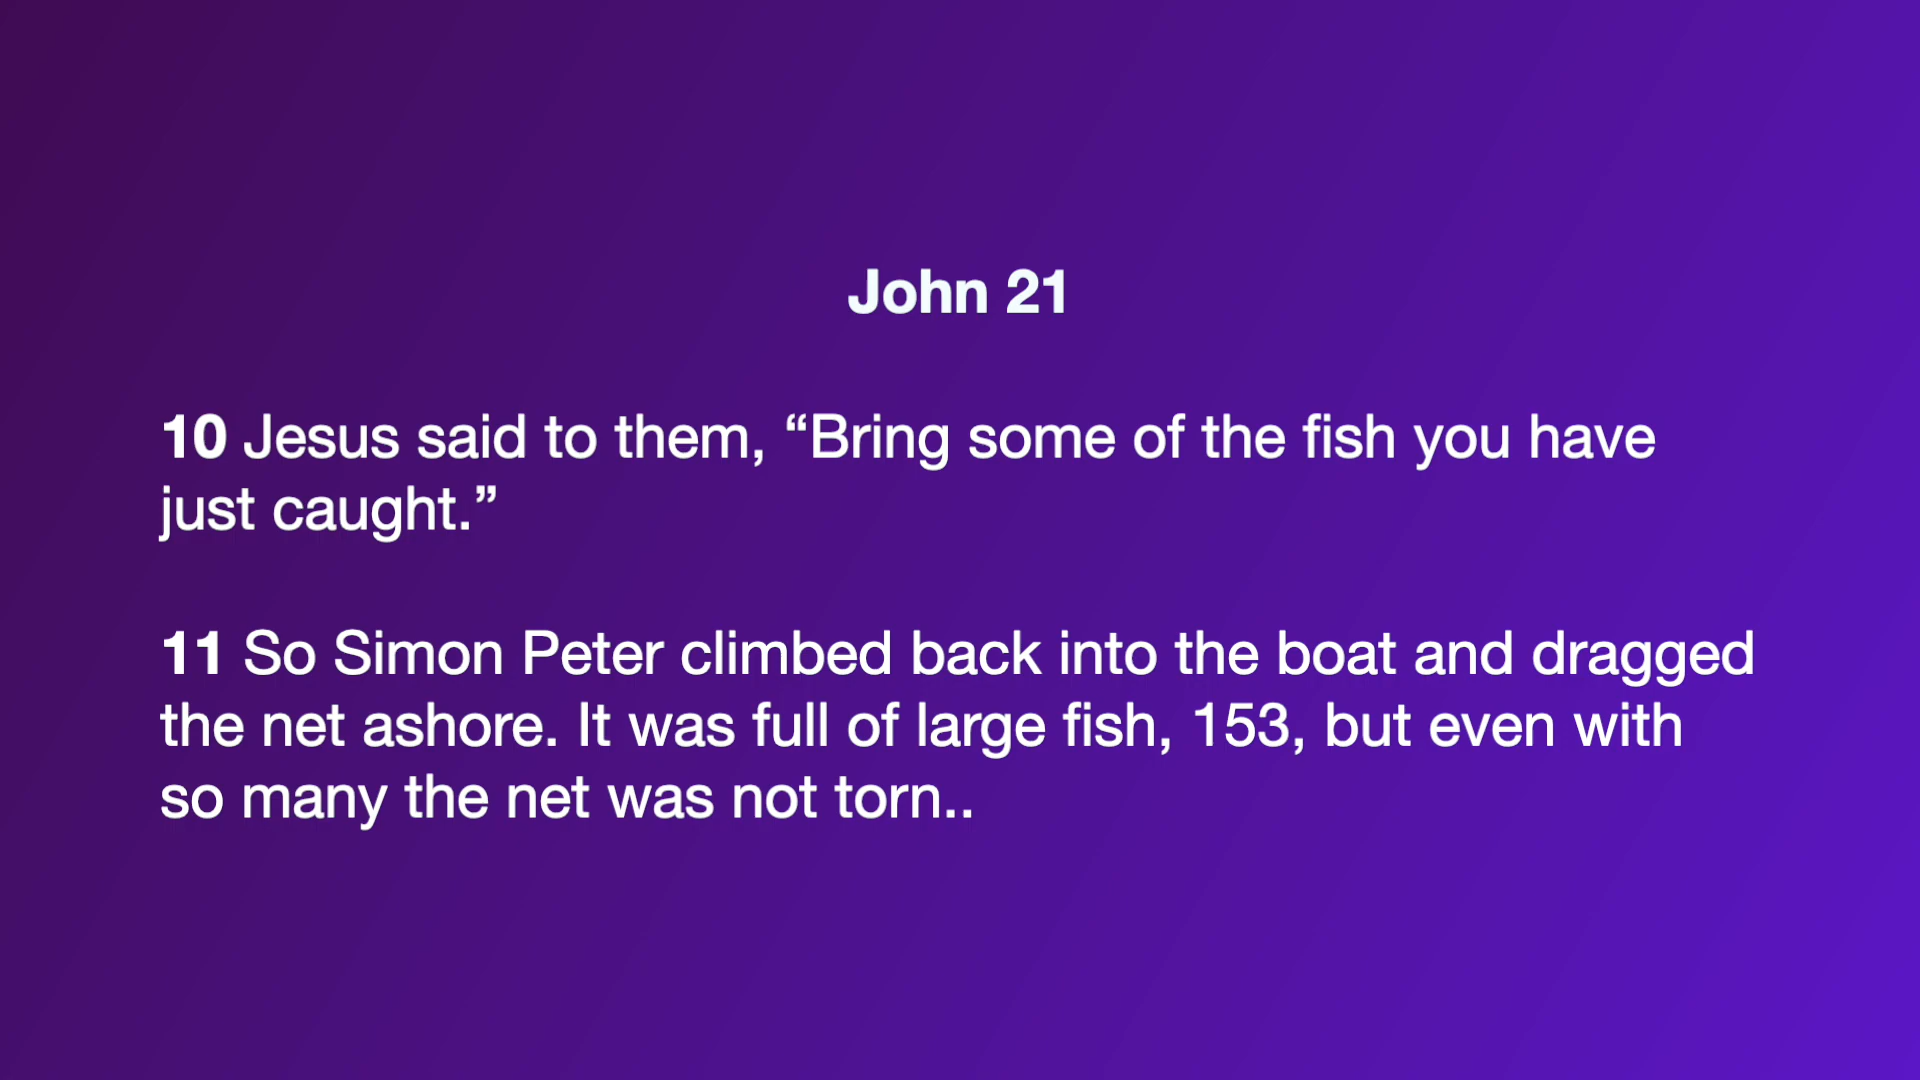 John 21
10 Jesus said to them, “Bring some of the fish you have
just caught.”
11 So Simon Peter climbed back into the boat and dragged
the net ashore. It was full of large fish, 153, but even with
so many the net was not torn..